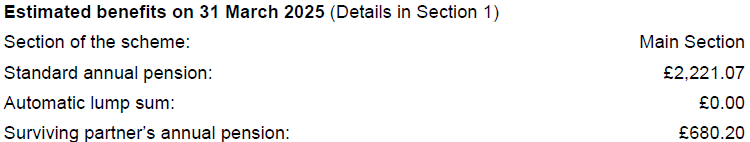 Estimated benefits on 31 March 2025 (Details in Section 1)
Section of the scheme: Main Section
Standard annual pension: £2,221.07
Automatic lump sum: £0.00
Surviving partner’s annual pension: £680.20